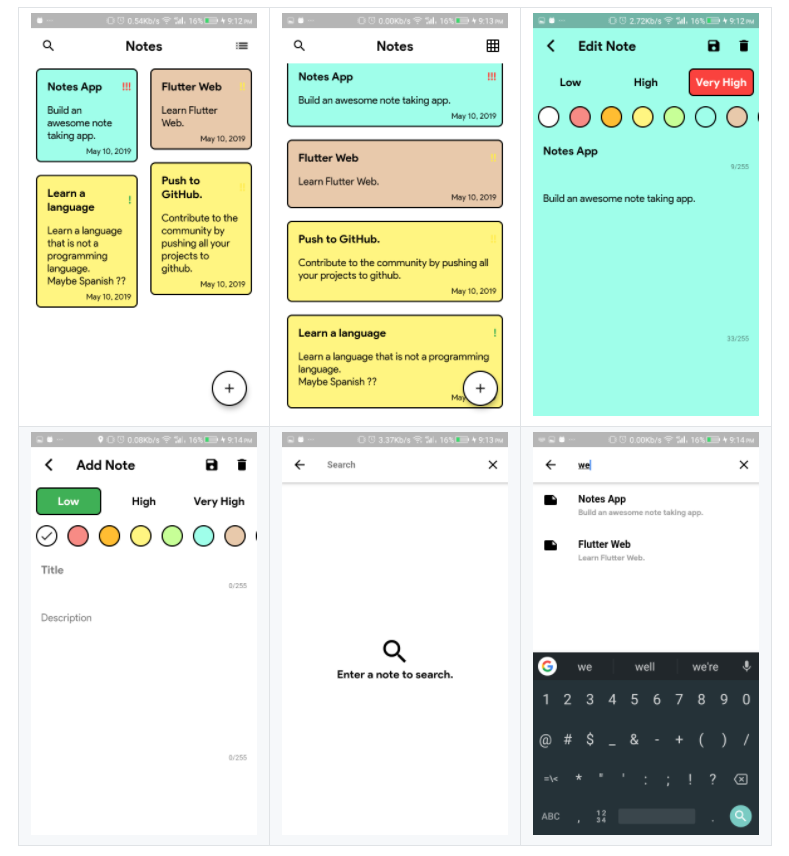 0.54Kb/s 16% 9:12 PM
Notes
Notes App !!!
Build an
awesome note
taking app.
May 10, 2019
Flutter Web !!
Learn Flutter
Web.
May 10, 2019
Learn a
language !
Learn a language
that is not a
programming
language.
Maybe Spanish ??
May 10, 2019
Push to
GitHub. !!
Contribute to the
community by
pushing all your
projects to
github.
May 10, 2019
+
0.00Kb/s 16% 9:13 PM
Notes
Notes App !!!
Build an awesome note taking app.
May 10, 2019
Flutter Web !!
Learn Flutter Web.
May 10, 2019
Push to GitHub. !!
Contribute to the community by pushing all
your projects to github.
May 10, 2019
Learn a language !
Learn a language that is not a programming
language.
Maybe Spanish ??
May
+
2.72Kb/s 16% 9:12 PM
Edit Note
Low High Very High
Notes App
9/255
Build an awesome note taking app.
33/255
0.08Kb/s 16% 9:14 PM
Add Note
Low High Very High
Title
0/255
Description
0/255
3.37Kb/s 16% 9:13 PM
Search
Enter a note to search.
0.00Kb/s 16% 9:14 PM
we
Notes App
Build an awesome note taking app.
Flutter Web
Learn Flutter Web.
G we well we're
1 2 3 4 5 6 7 8 9 0
@ # $ _ & - + ( ) /
=\< * " ' : ; ! ? 
ABC , 12 34 .